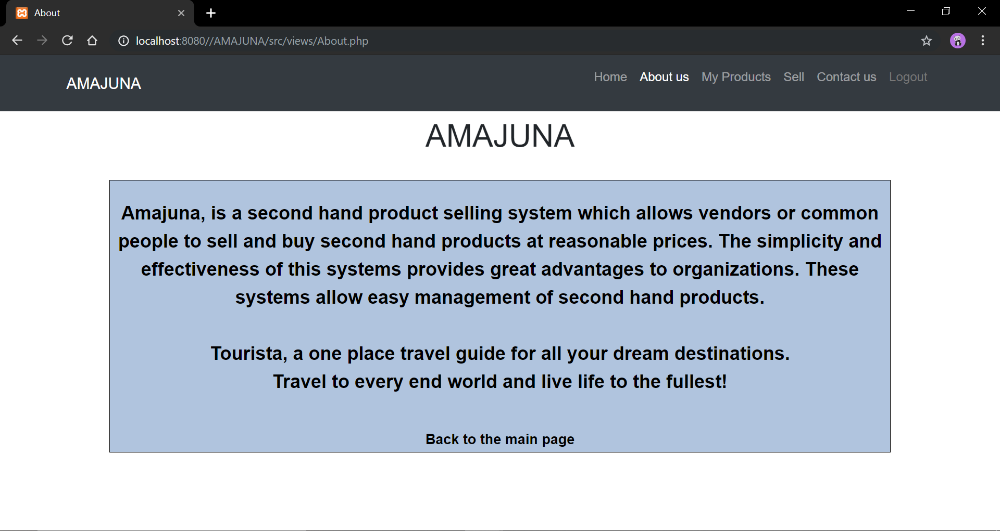 About
localhost:8080//AMAJUNA/src/views/About.php
AMAJUNA
Home About us My Products Sell Contact us Logout
AMAJUNA
Amajuna, is a second hand product selling system which allows vendors or common
people to sell and buy second hand products at reasonable prices. The simplicity and
effectiveness of this systems provides great advantages to organizations. These
systems allow easy management of second hand products.
Tourista, a one place travel guide for all your dream destinations.
Travel to every end world and live life to the fullest!
Back to the main page